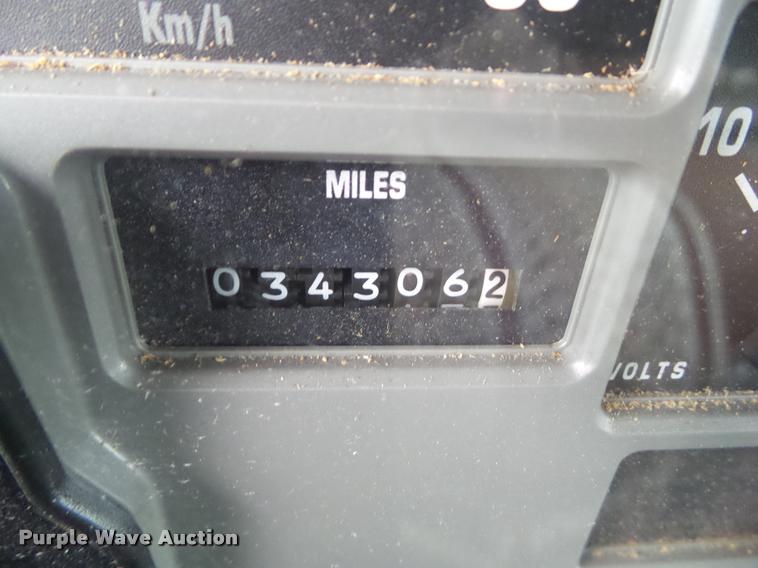 Km/h
MILES
0343062
10
VOLTS
Purple Wave Auction